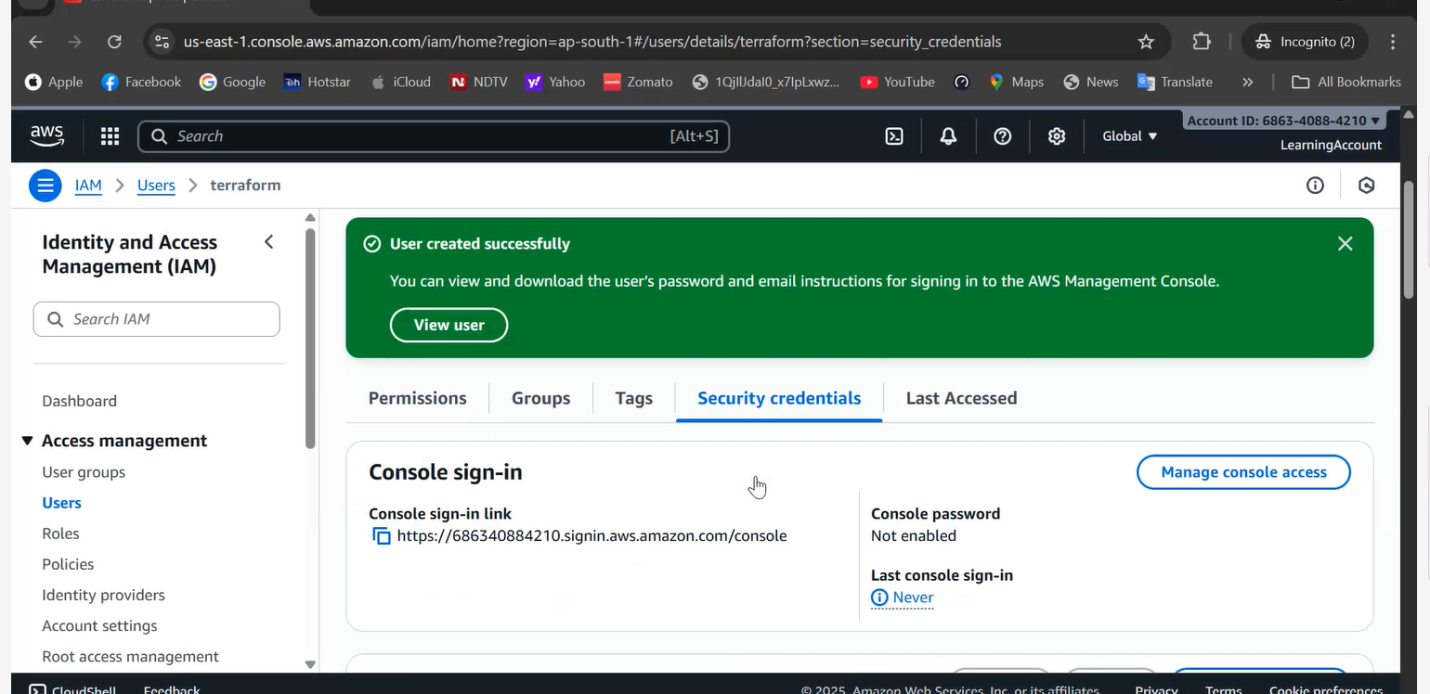 us-east-1.console.aws.amazon.com/iam/home?region=ap-south-1#/users/details/terraform?section=security_credentials
Incognito (2)
Apple Facebook Google Hotstar iCloud NDTV Yahoo Zomato YouTube Maps News Translate » All Bookmarks
aws Search [Alt+S] Global Account ID: 6863-4088-4210
LearningAccount
IAM > Users > terraform
Identity and Access
Management (IAM)
Search IAM
Dashboard
Access management
User groups
Users
Roles
Policies
Identity providers
Account settings
Root access management
User created successfully
You can view and download the user's password and email instructions for signing in to the AWS Management Console.
View user
Permissions Groups Tags Security credentials Last Accessed
Console sign-in
Manage console access
Console sign-in link
https://686340884210.signin.aws.amazon.com/console
Console password
Not enabled
Last console sign-in
Never
CloudShell Feedback © 2025, Amazon Web Services, Inc. or its affiliates. Privacy Terms Cookie preferences